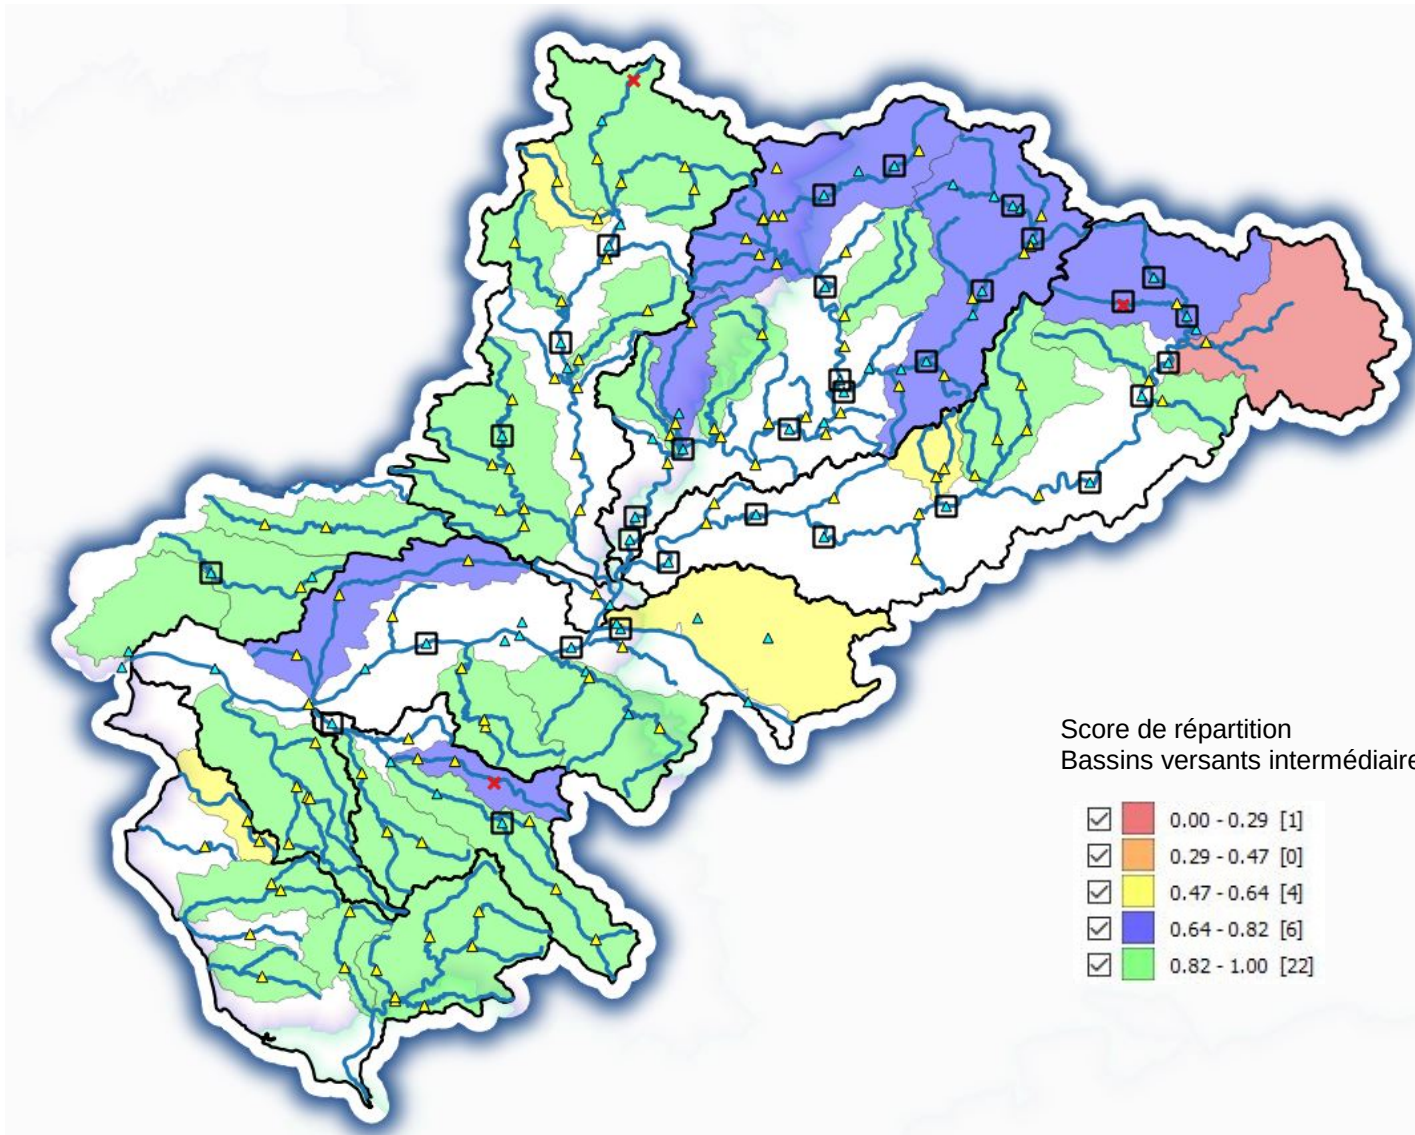 Score de répartition
Bassins versants intermédiaire
0.00 - 0.29 [1]
0.29 - 0.47 [0]
0.47 - 0.64 [4]
0.64 - 0.82 [6]
0.82 - 1.00 [22]